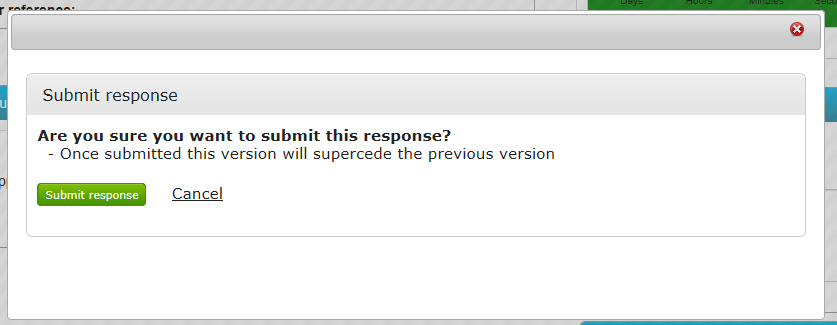 r reference:
Days Hours Minutes
Submit response
Are you sure you want to submit this response?
- Once submitted this version will supercede the previous version
Submit response Cancel